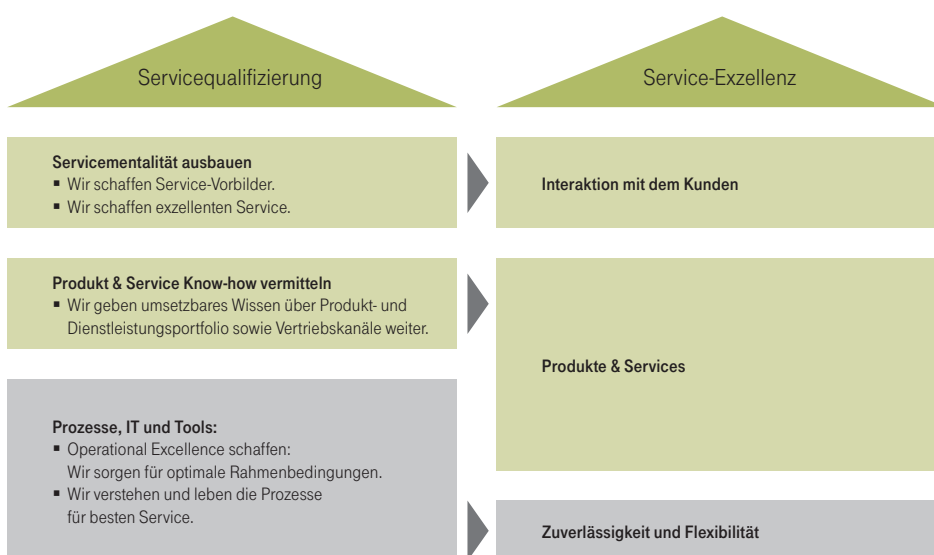 Servicequalifizierung
Service-Exzellenz
Servicementalität ausbauen
▪ Wir schaffen Service-Vorbilder.
▪ Wir schaffen exzellenten Service.
Interaktion mit dem Kunden
Produkt & Service Know-how vermitteln
▪ Wir geben umsetzbares Wissen über Produkt- und
Dienstleistungsportfolio sowie Vertriebskanäle weiter.
Produkte & Services
Prozesse, IT und Tools:
▪ Operational Excellence schaffen:
Wir sorgen für optimale Rahmenbedingungen.
▪ Wir verstehen und leben die Prozesse
für besten Service.
Zuverlässigkeit und Flexibilität